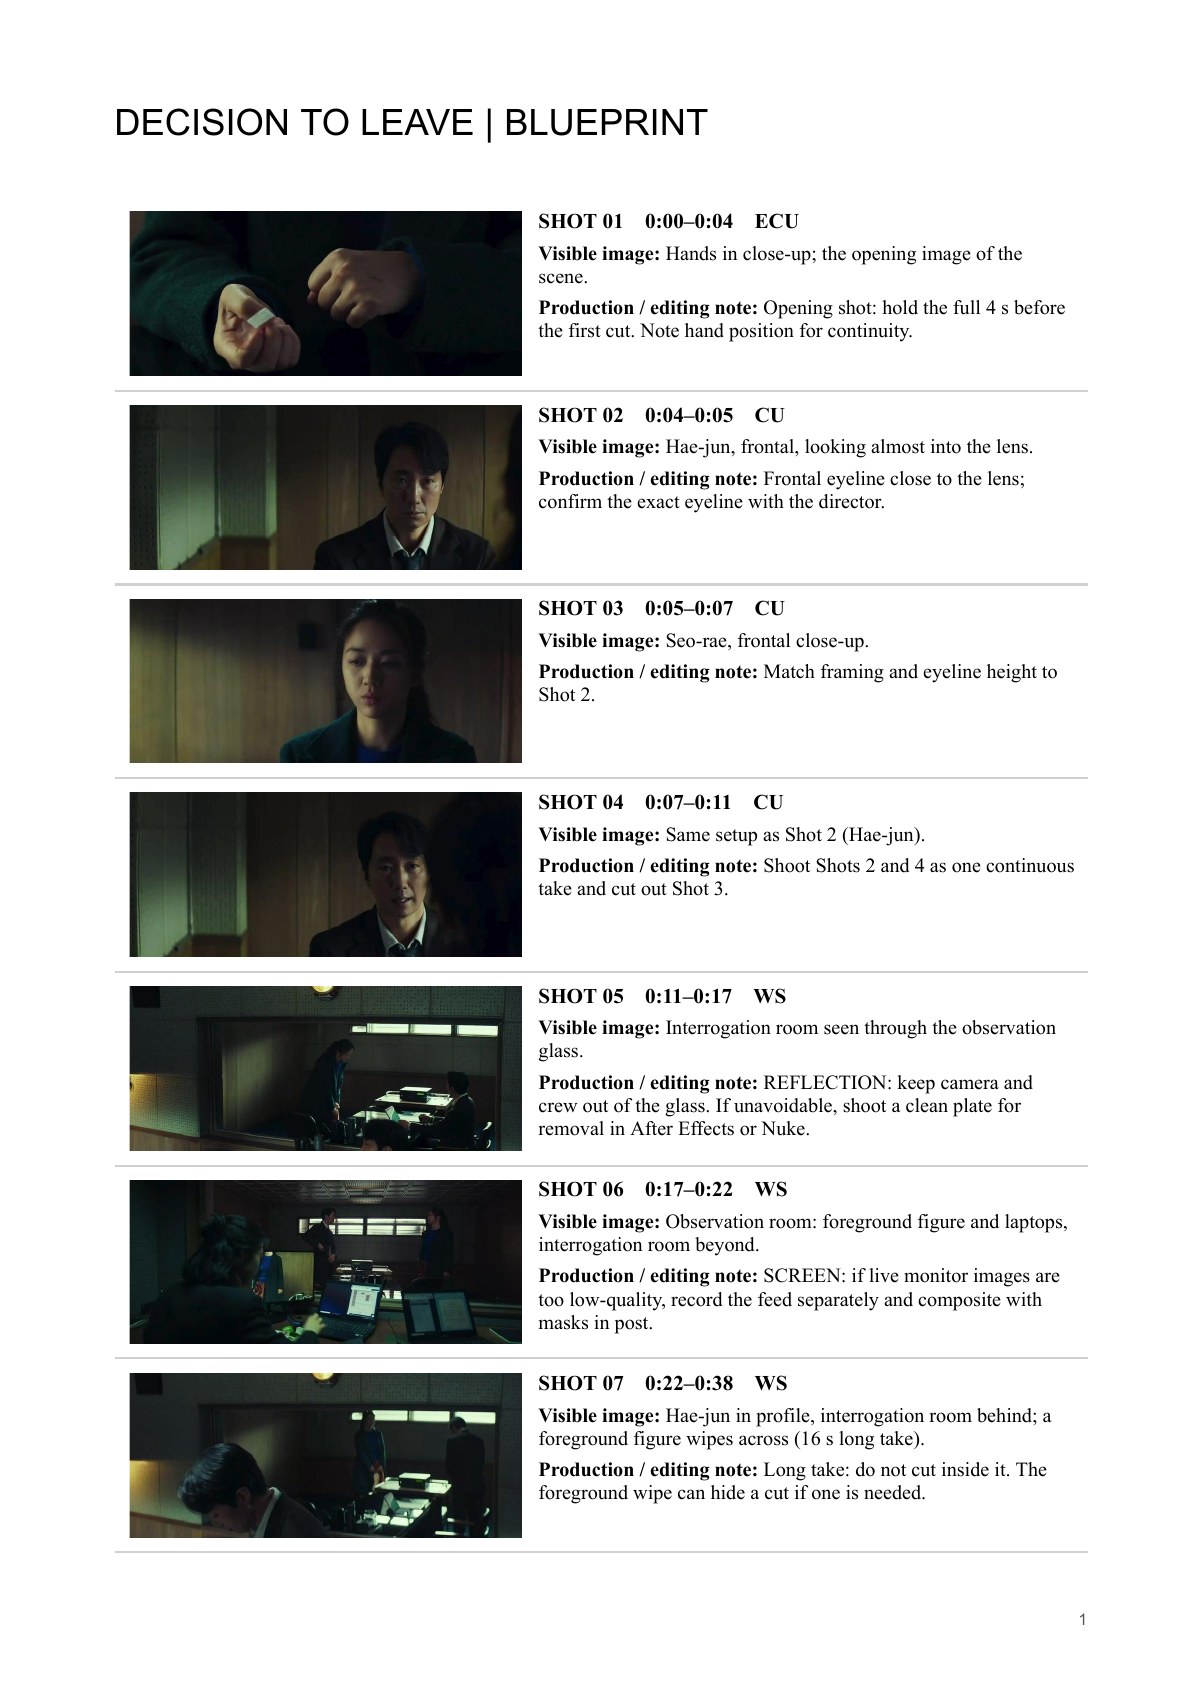 DECISION TO LEAVE | BLUEPRINT
SHOT 01 0:00–0:04 ECU
Visible image: Hands in close-up; the opening image of the
scene.
Production / editing note: Opening shot: hold the full 4 s before
the first cut. Note hand position for continuity.
SHOT 02 0:04–0:05 CU
Visible image: Hae-jun, frontal, looking almost into the lens.
Production / editing note: Frontal eyeline close to the lens;
confirm the exact eyeline with the director.
SHOT 03 0:05–0:07 CU
Visible image: Seo-rae, frontal close-up.
Production / editing note: Match framing and eyeline height to
Shot 2.
SHOT 04 0:07–0:11 CU
Visible image: Same setup as Shot 2 (Hae-jun).
Production / editing note: Shoot Shots 2 and 4 as one continuous
take and cut out Shot 3.
SHOT 05 0:11–0:17 WS
Visible image: Interrogation room seen through the observation
glass.
Production / editing note: REFLECTION: keep camera and
crew out of the glass. If unavoidable, shoot a clean plate for
removal in After Effects or Nuke.
SHOT 06 0:17–0:22 WS
Visible image: Observation room: foreground figure and laptops,
interrogation room beyond.
Production / editing note: SCREEN: if live monitor images are
too low-quality, record the feed separately and composite with
masks in post.
SHOT 07 0:22–0:38 WS
Visible image: Hae-jun in profile, interrogation room behind; a
foreground figure wipes across (16 s long take).
Production / editing note: Long take: do not cut inside it. The
foreground wipe can hide a cut if one is needed.
1